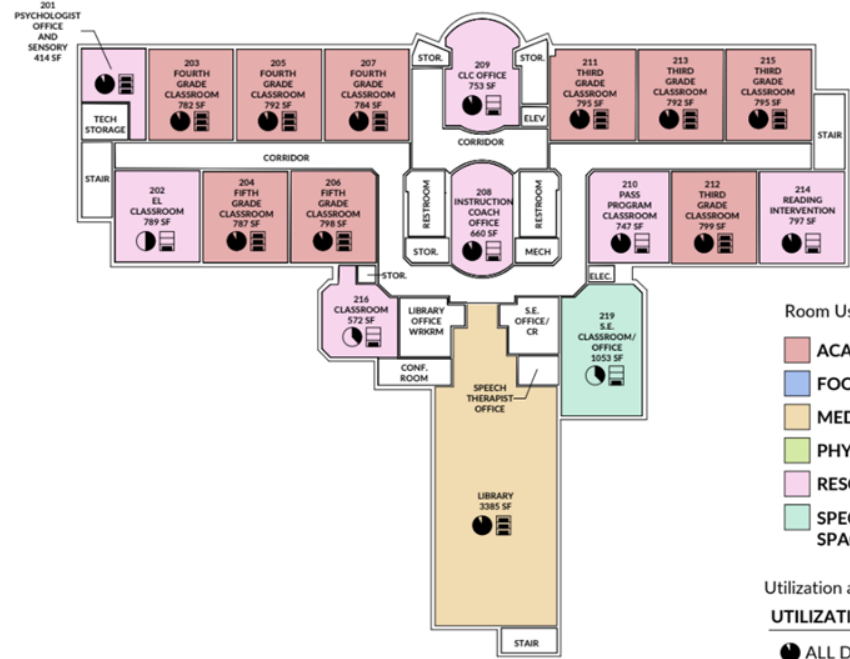 201
PSYCHOLOGIST
OFFICE
AND
SENSORY
414 SF
TECH
STORAGE
203
FOURTH
GRADE
CLASSROOM
782 SF
205
FOURTH
GRADE
CLASSROOM
792 SF
207
FOURTH
GRADE
CLASSROOM
784 SF
STOR.
209
CLC OFFICE
753 SF
STOR.
ELEV
211
THIRD
GRADE
CLASSROOM
795 SF
213
THIRD
GRADE
CLASSROOM
792 SF
215
THIRD
GRADE
CLASSROOM
795 SF
STAIR
CORRIDOR
CORRIDOR
STAIR
202
EL
CLASSROOM
789 SF
204
FIFTH
GRADE
CLASSROOM
787 SF
206
FIFTH
GRADE
CLASSROOM
798 SF
RESTROOM
STOR.
208
INSTRUCTION
COACH
OFFICE
660 SF
RESTROOM
MECH
210
PASS
PROGRAM
CLASSROOM
747 SF
212
THIRD
GRADE
CLASSROOM
799 SF
214
READING
INTERVENTION
797 SF
STOR.
ELEC.
216
CLASSROOM
572 SF
LIBRARY
OFFICE
WRKRM
S.E.
OFFICE/
CR
219
S.E.
CLASSROOM/
OFFICE
1053 SF
CONF.
ROOM
SPEECH
THERAPIST
OFFICE
LIBRARY
3385 SF
STAIR
Room Us
ACA
FOO
MED
PHY
RESO
SPEC
SPA
Utilization a
UTILIZATI
ALL D